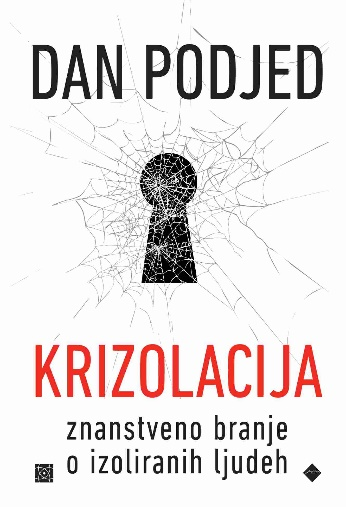 DAN PODJED
KRIZOLACIJA
znanstveno branje
o izoliranih ljudeh